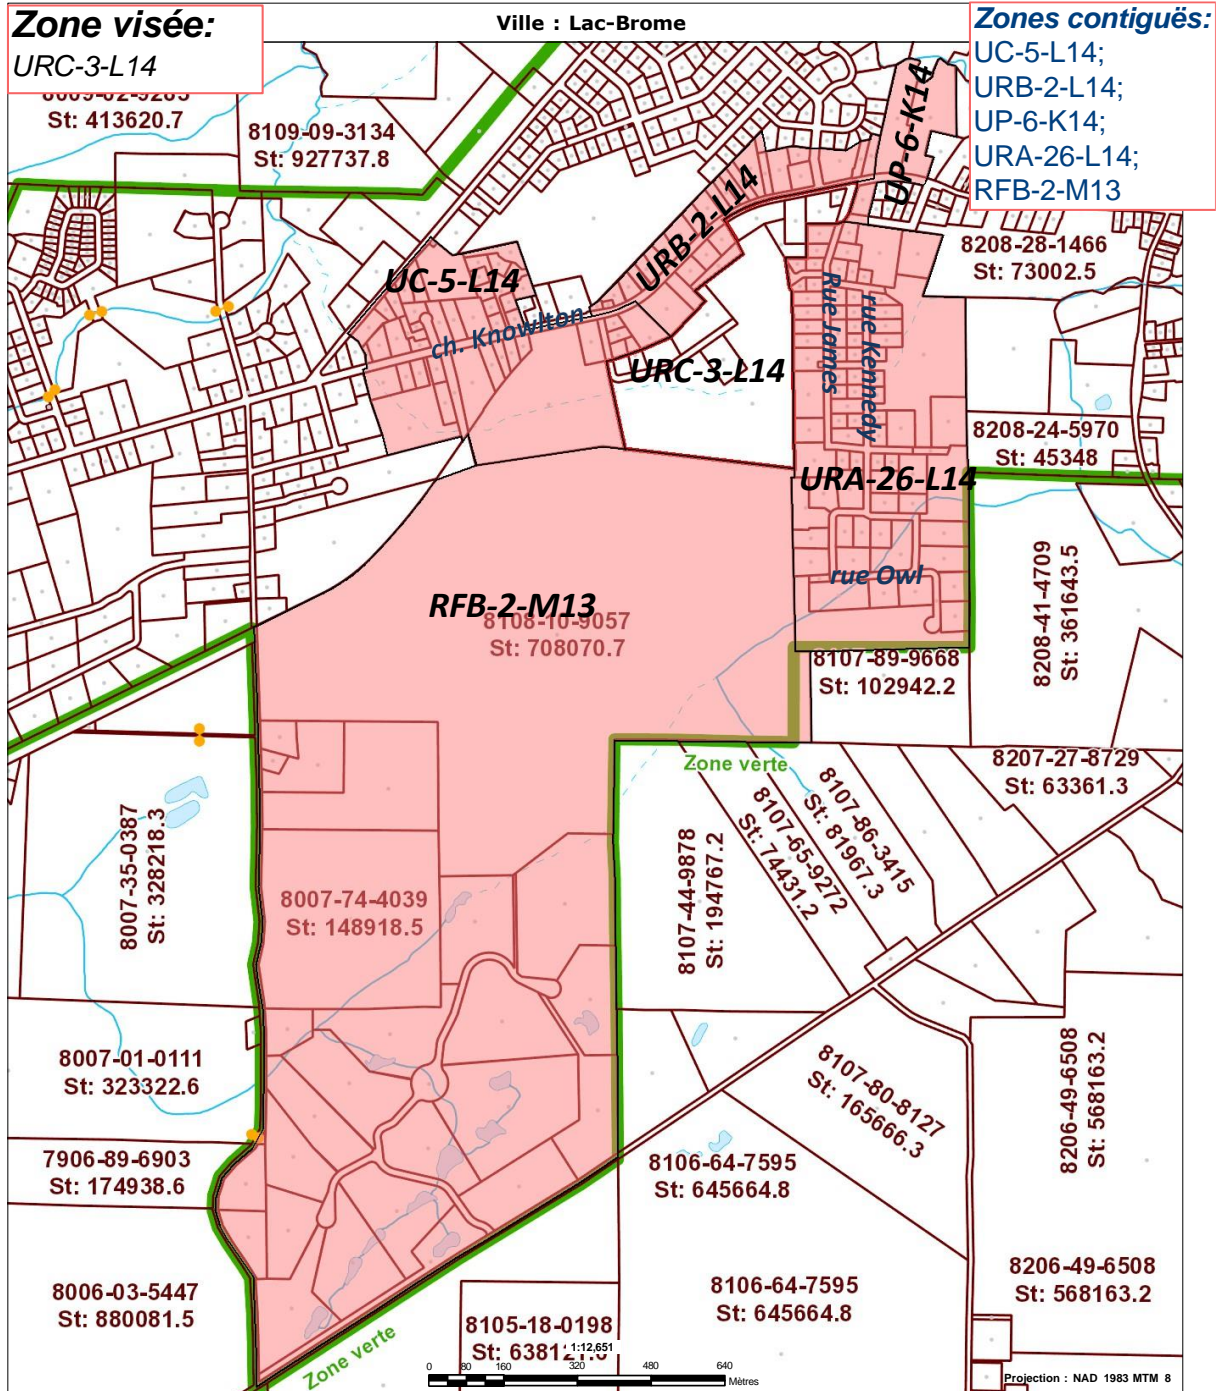 Zone visée:
URC-3-L14
Ville : Lac-Brome
Zones contiguës:
UC-5-L14;
URB-2-L14;
UP-6-K14;
URA-26-L14;
RFB-2-M13
8009-02-9285
St: 413620.7
8109-09-3134
St: 927737.8
UP-6-K14
URB-2-L14
UC-5-L14
ch. Knowlton
URC-3-L14
Rue James
rue Kennedy
8208-28-1466
St: 73002.5
8208-24-5970
St: 45348
URA-26-L14
rue Owl
8208-41-4709
St: 361643.5
RFB-2-M13
8108-10-9057
St: 708070.7
8107-89-9668
St: 102942.2
Zone verte
8207-27-8729
St: 63361.3
8007-35-0387
St: 328218.3
8107-44-9878
St: 194767.2
8107-65-9272
St: 74431.2
8107-86-3415
St: 81967.3
8007-74-4039
St: 148918.5
8007-01-0111
St: 323322.6
8107-80-8127
St: 165666.3
8206-49-6508
St: 568163.2
7906-89-6903
St: 174938.6
8106-64-7595
St: 645664.8
8006-03-5447
St: 880081.5
8106-64-7595
St: 645664.8
8206-49-6508
St: 568163.2
Zone verte
8105-18-0198
St: 638121.6
1:12,651
0 80 160 320 480 640
Mètres
Projection : NAD 1983 MTM 8